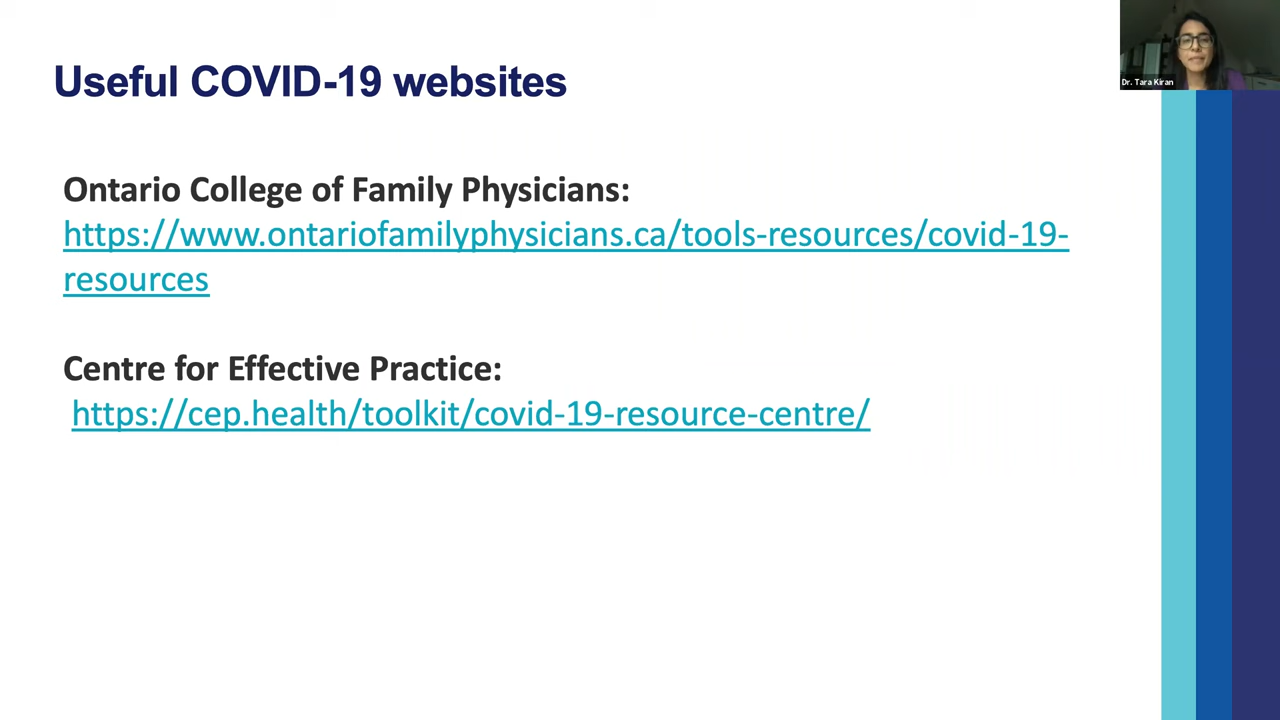 Useful COVID-19 websites
Dr. Tara Kiran
Ontario College of Family Physicians:
https://www.ontariofamilyphysicians.ca/tools-resources/covid-19-
resources
Centre for Effective Practice:
https://cep.health/toolkit/covid-19-resource-centre/